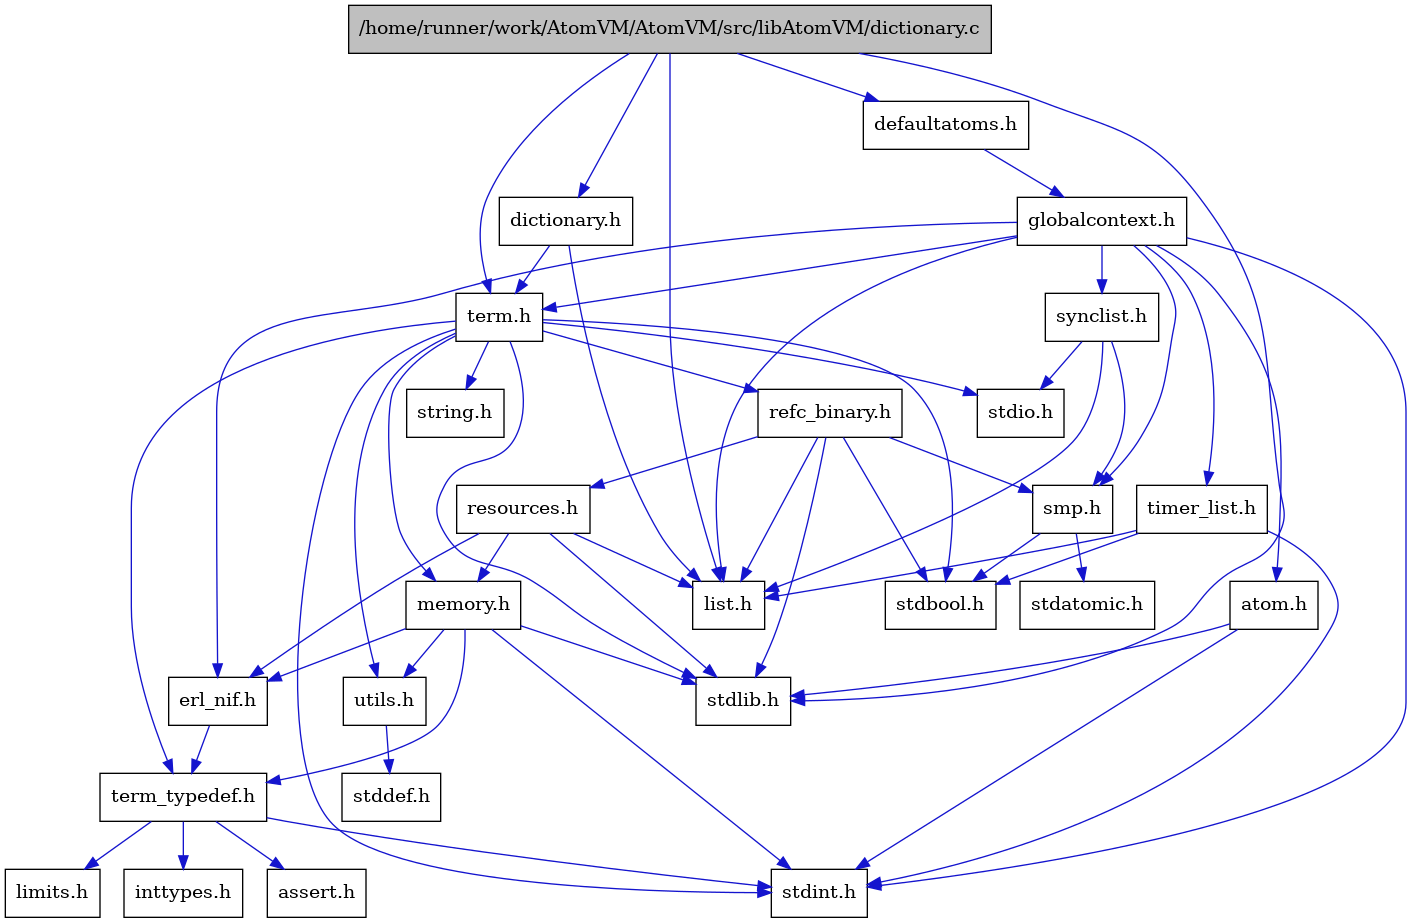 /home/runner/work/AtomVM/AtomVM/src/libAtomVM/dictionary.c
defaultatoms.h
dictionary.h
globalcontext.h
term.h
synclist.h
string.h
refc_binary.h
stdio.h
resources.h
smp.h
timer_list.h
memory.h
list.h
stdbool.h
stdatomic.h
atom.h
erl_nif.h
utils.h
stdlib.h
term_typedef.h
stddef.h
limits.h
inttypes.h
assert.h
stdint.h